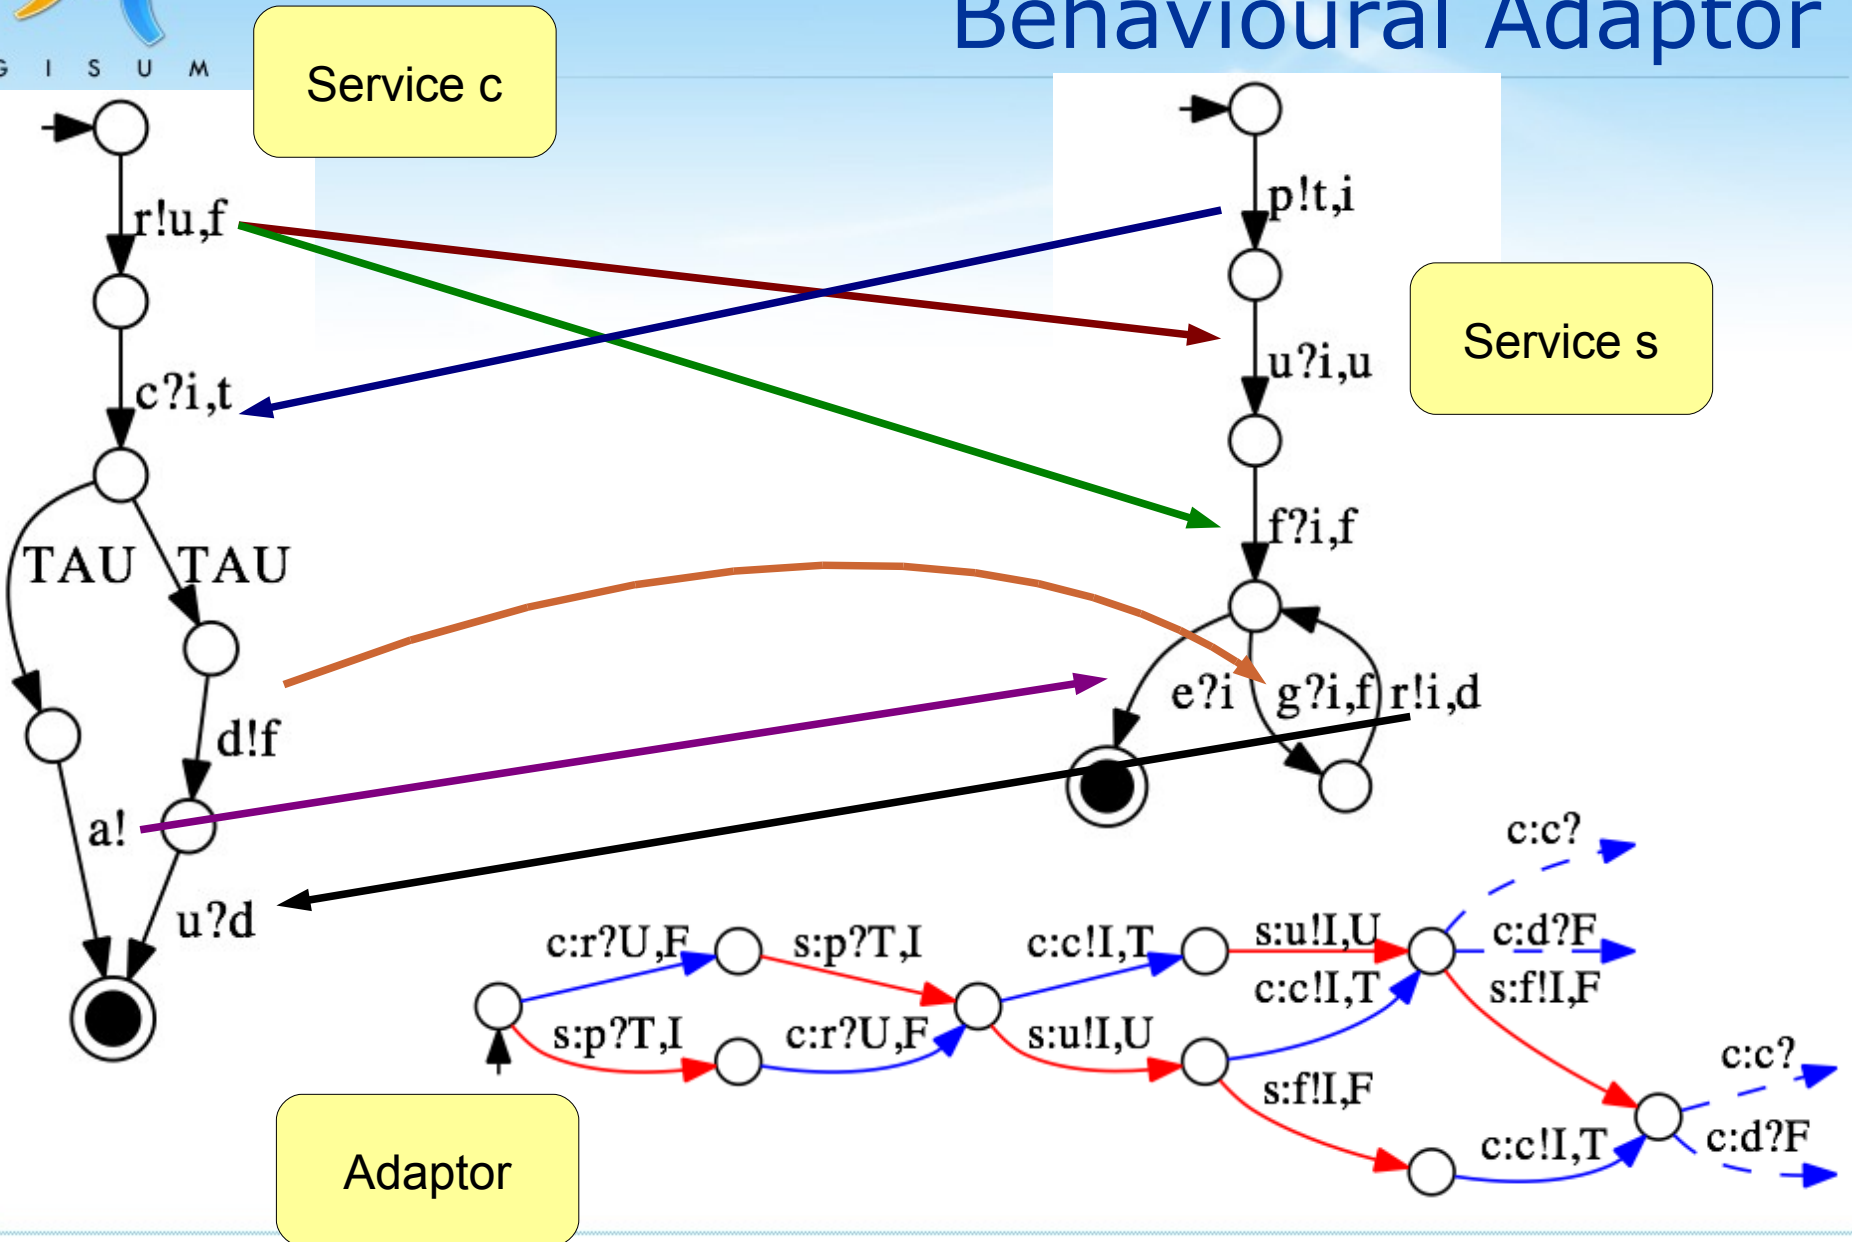 Behavioural Adaptor
G I S U M
Service c
r!u,f
c?i,t
TAU TAU
d!f
a!
u?d
p!t,i
u?i,u
f?i,f
e?i g?i,f r!i,d
Service s
c:r?U,F
s:p?T,I
c:c!I,T
s:u!I,U
c:c?
c:d?F
s:p?T,I
c:r?U,F
s:u!I,U
c:c!I,T
s:f!I,F
s:f!I,F
c:c!I,T
c:c?
c:d?F
Adaptor